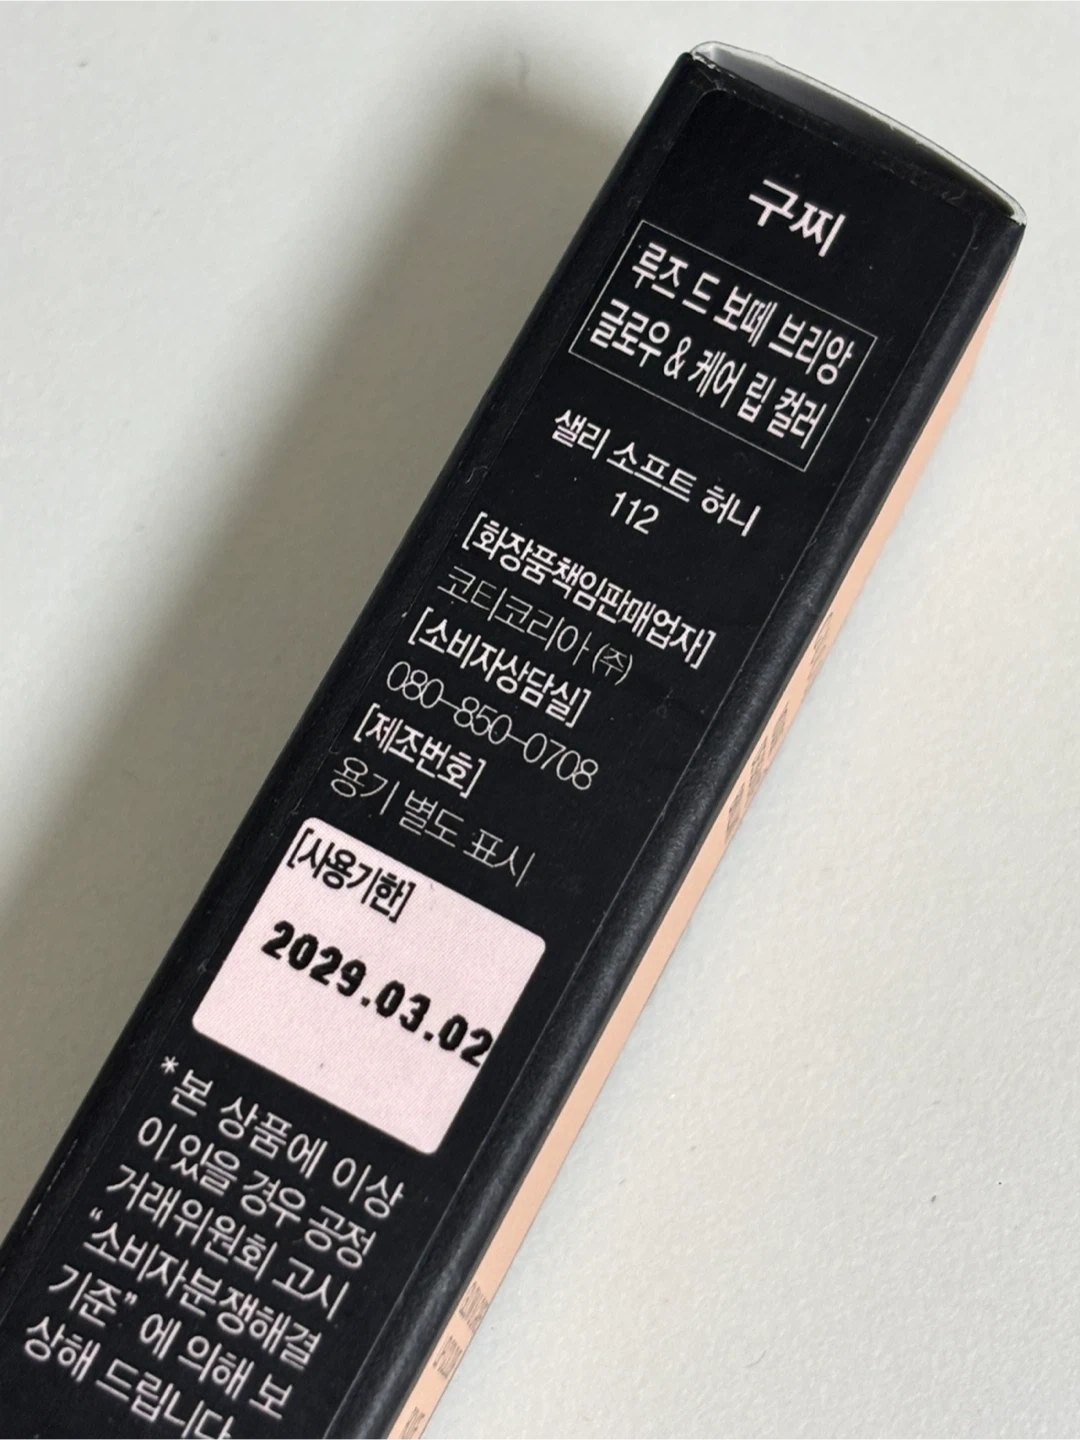 구찌
루즈 드 보떼 브리앙
글로우 & 케어 립 컬러
샐리 소프트 허니
112
[화장품책임판매업자]
코티코리아 (주)
[소비자상담실]
080-850-0708
[제조번호]
용기 별도 표시
[사용기한]
2029.03.02
*본 상품에 이상
이 있을 경우 공정
거래위원회 고시
“소비자분쟁해결
기준” 에 의해 보
상해 드립니다